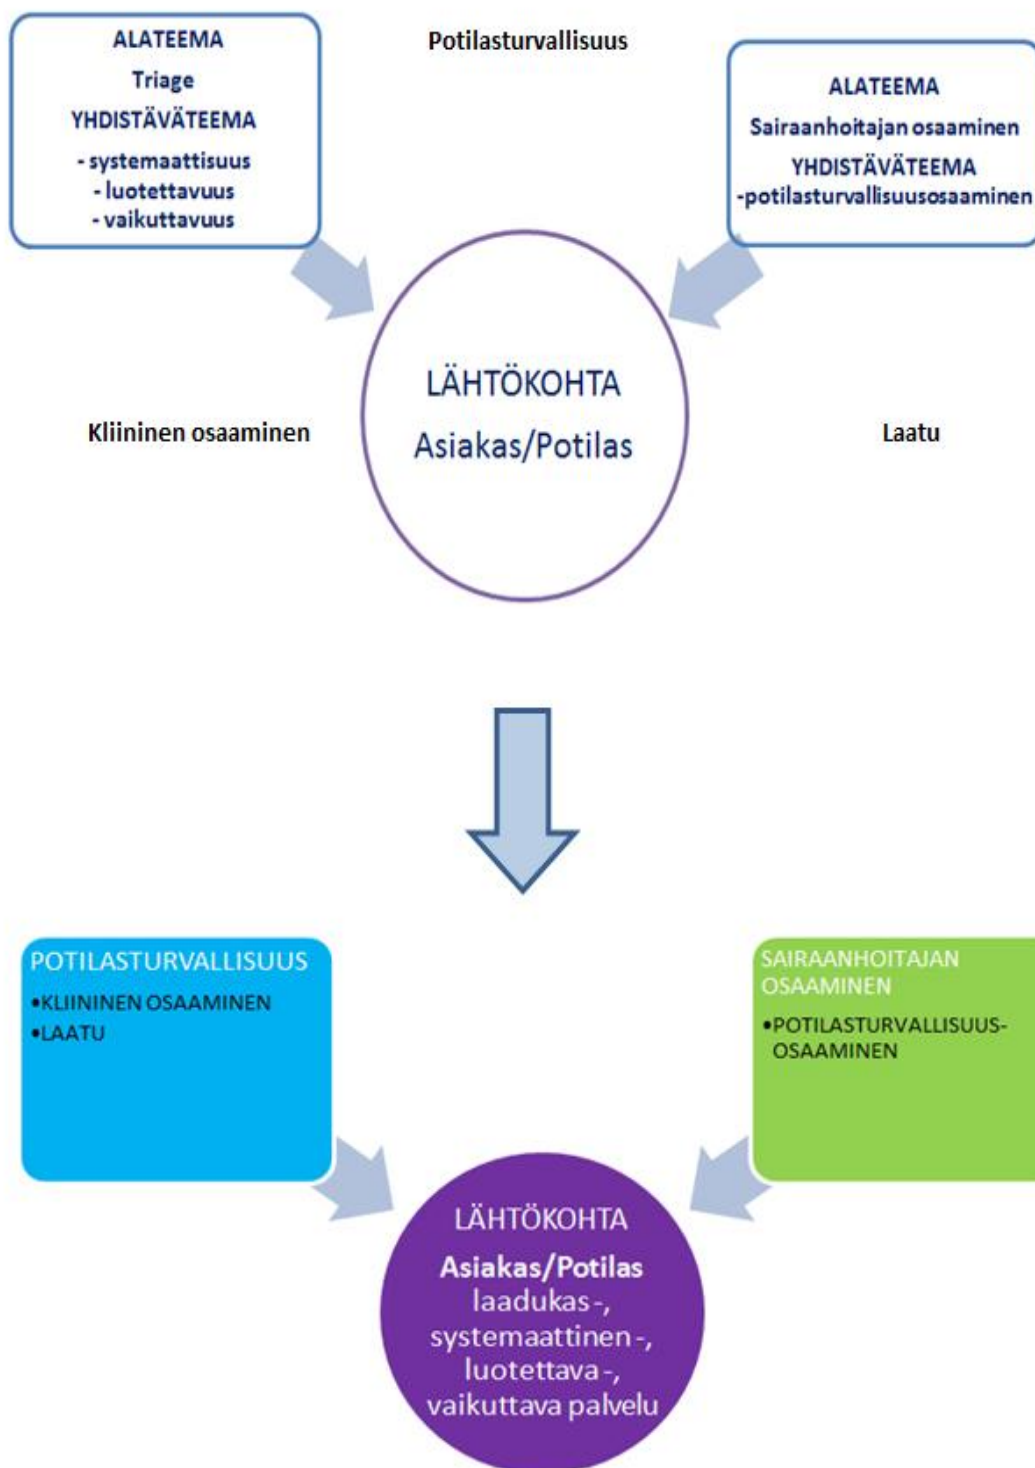 ALATEEMA
Triage
YHDISTÄVÄTEEMA
- systemaattisuus
- luotettavuus
- vaikuttavuus
Potilasturvallisuus
ALATEEMA
Sairaanhoitajan osaaminen
YHDISTÄVÄTEEMA
-potilasturvallisuusosaaminen
LÄHTÖKOHTA
Asiakas/Potilas
Kliininen osaaminen
Laatu
POTILASTURVALLISUUS
•KLIININEN OSAAMINEN
•LAATU
SAIRAANHOITAJAN
OSAAMINEN
•POTILASTURVALLISUUS-
OSAAMINEN
LÄHTÖKOHTA
Asiakas/Potilas
laadukas -,
systemaattinen -,
luotettava -,
vaikuttava palvelu